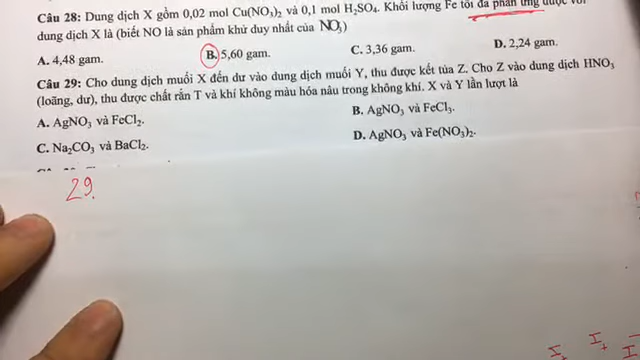 Câu 28: Dung dịch X gồm 0,02 mol Cu(NO₃)₂ và 0,1 mol H₂SO₄. Khối lượng Fe tối đa phản ứng được với
dung dịch X là (biết NO là sản phẩm khử duy nhất của NO₃⁻)
A. 4,48 gam. B. 5,60 gam. C. 3,36 gam. D. 2,24 gam.
Câu 29: Cho dung dịch muối X đến dư vào dung dịch muối Y, thu được kết tủa Z. Cho Z vào dung dịch HNO₃
(loãng, dư), thu được chất rắn T và khí không màu hóa nâu trong không khí. X và Y lần lượt là
A. AgNO₃ và FeCl₂. B. AgNO₃ và FeCl₃.
C. Na₂CO₃ và BaCl₂. D. AgNO₃ và Fe(NO₃)₂.
29.